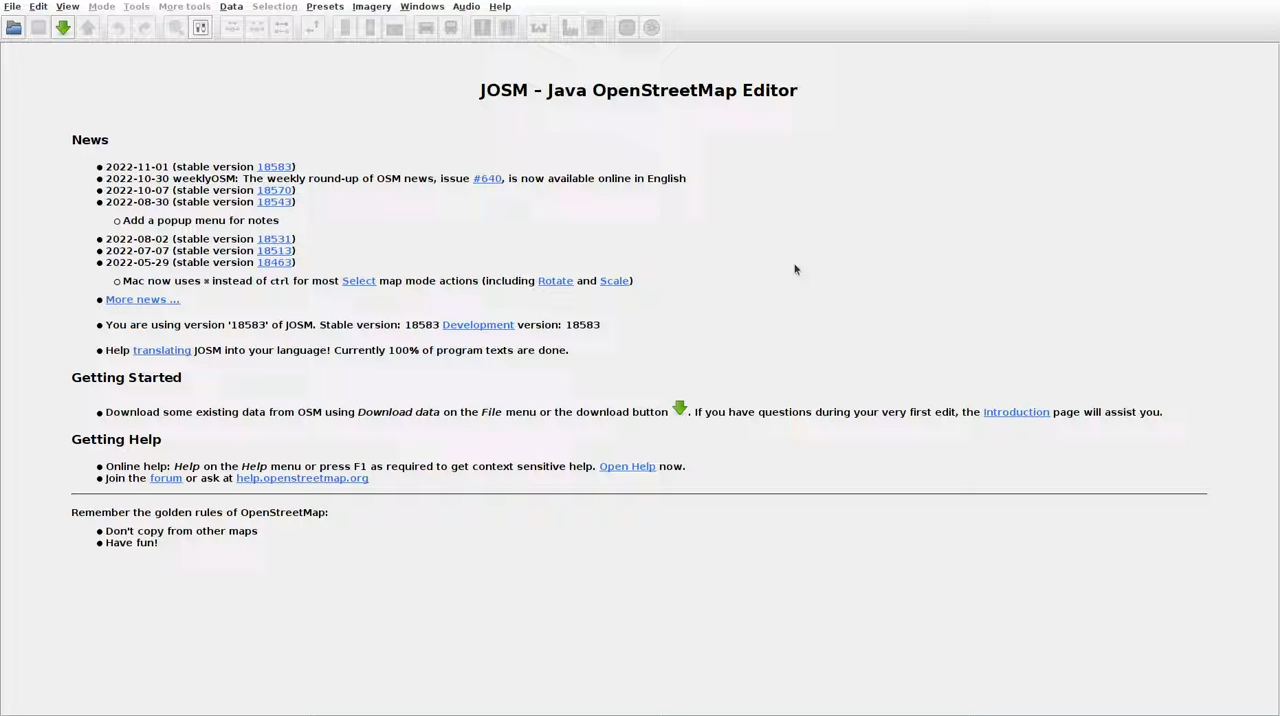 File Edit View Mode Tools More tools Data Selection Presets Imagery Windows Audio Help
JOSM – Java OpenStreetMap Editor
News
2022-11-01 (stable version 18583)
2022-10-30 weeklyOSM: The weekly round-up of OSM news, issue #640, is now available online in English
2022-10-07 (stable version 18570)
2022-08-30 (stable version 18543)
Add a popup menu for notes
2022-08-02 (stable version 18531)
2022-07-07 (stable version 18513)
2022-05-29 (stable version 18463)
Mac now uses ⌘ instead of ctrl for most Select map mode actions (including Rotate and Scale)
More news ...
You are using version '18583' of JOSM. Stable version: 18583 Development version: 18583
Help translating JOSM into your language! Currently 100% of program texts are done.
Getting Started
Download some existing data from OSM using Download data on the File menu or the download button . If you have questions during your very first edit, the Introduction page will assist you.
Getting Help
Online help: Help on the Help menu or press F1 as required to get context sensitive help. Open Help now.
Join the forum or ask at help.openstreetmap.org
Remember the golden rules of OpenStreetMap:
Don't copy from other maps
Have fun!